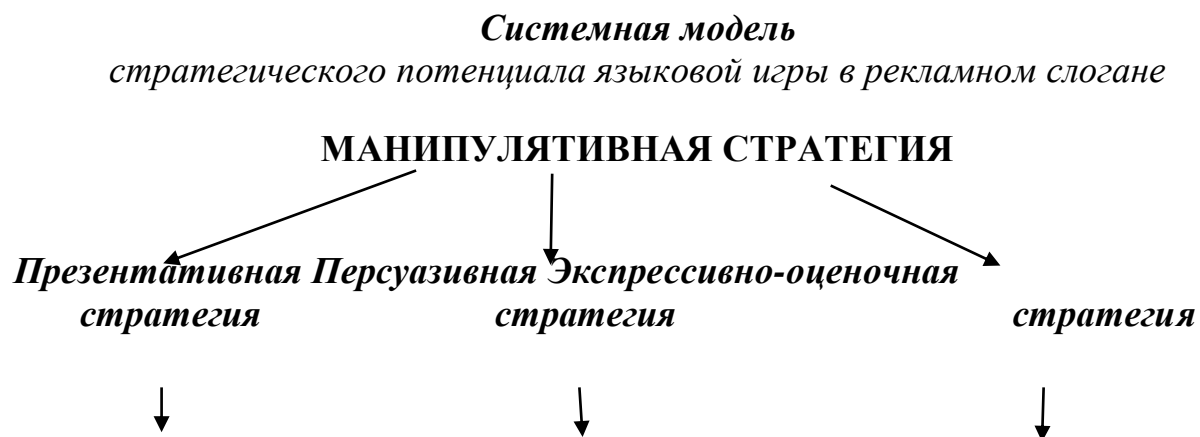 Системная модель
стратегического потенциала языковой игры в рекламном слогане
МАНИПУЛЯТИВНАЯ СТРАТЕГИЯ
Презентативная Персуазивная Экспрессивно-оценочная
стратегия стратегия стратегия